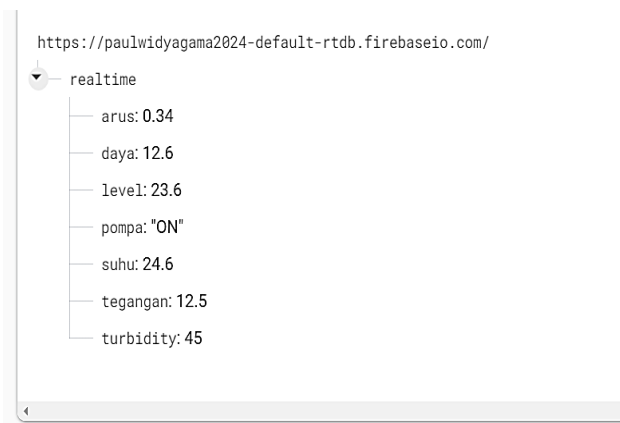 https://paulwidyagama2024-default-rtdb.firebaseio.com/
realtime
arus: 0.34
daya: 12.6
level: 23.6
pompa: "ON"
suhu: 24.6
tegangan: 12.5
turbidity: 45